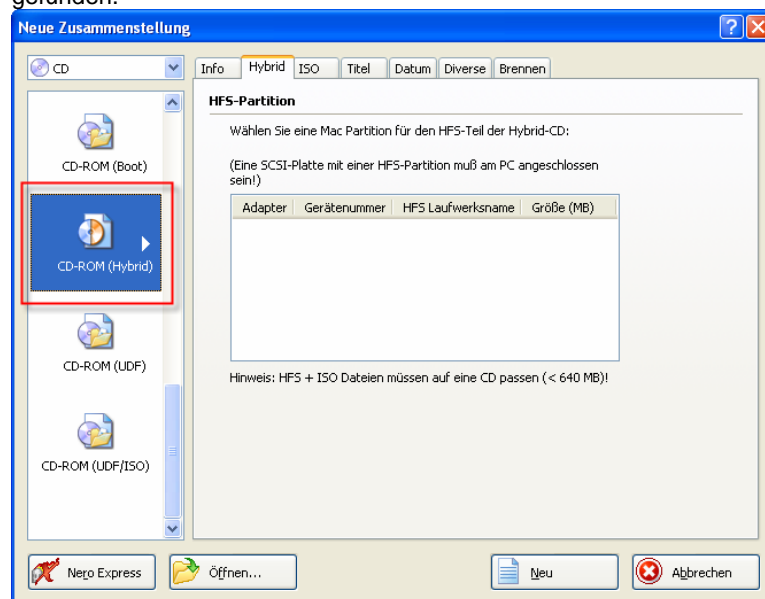 gefunden.
Neue Zusammenstellung
CD
Info Hybrid ISO Titel Datum Diverse Brennen
HFS-Partition
Wählen Sie eine Mac Partition für den HFS-Teil der Hybrid-CD:
(Eine SCSI-Platte mit einer HFS-Partition muß am PC angeschlossen
sein!)
Adapter Gerätenummer HFS Laufwerksname Größe (MB)
CD-ROM (Boot)
CD-ROM (Hybrid)
CD-ROM (UDF)
CD-ROM (UDF/ISO)
Hinweis: HFS + ISO Dateien müssen auf eine CD passen (< 640 MB)!
Nero Express
Öffnen...
Neu
Abbrechen